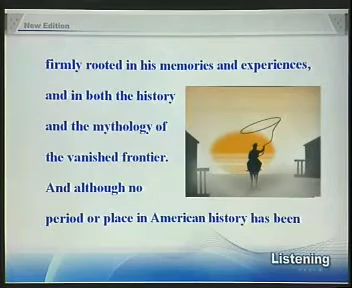 New Edition
firmly rooted in his memories and experiences,
and in both the history
and the mythology of
the vanished frontier.
And although no
period or place in American history has been
Listening